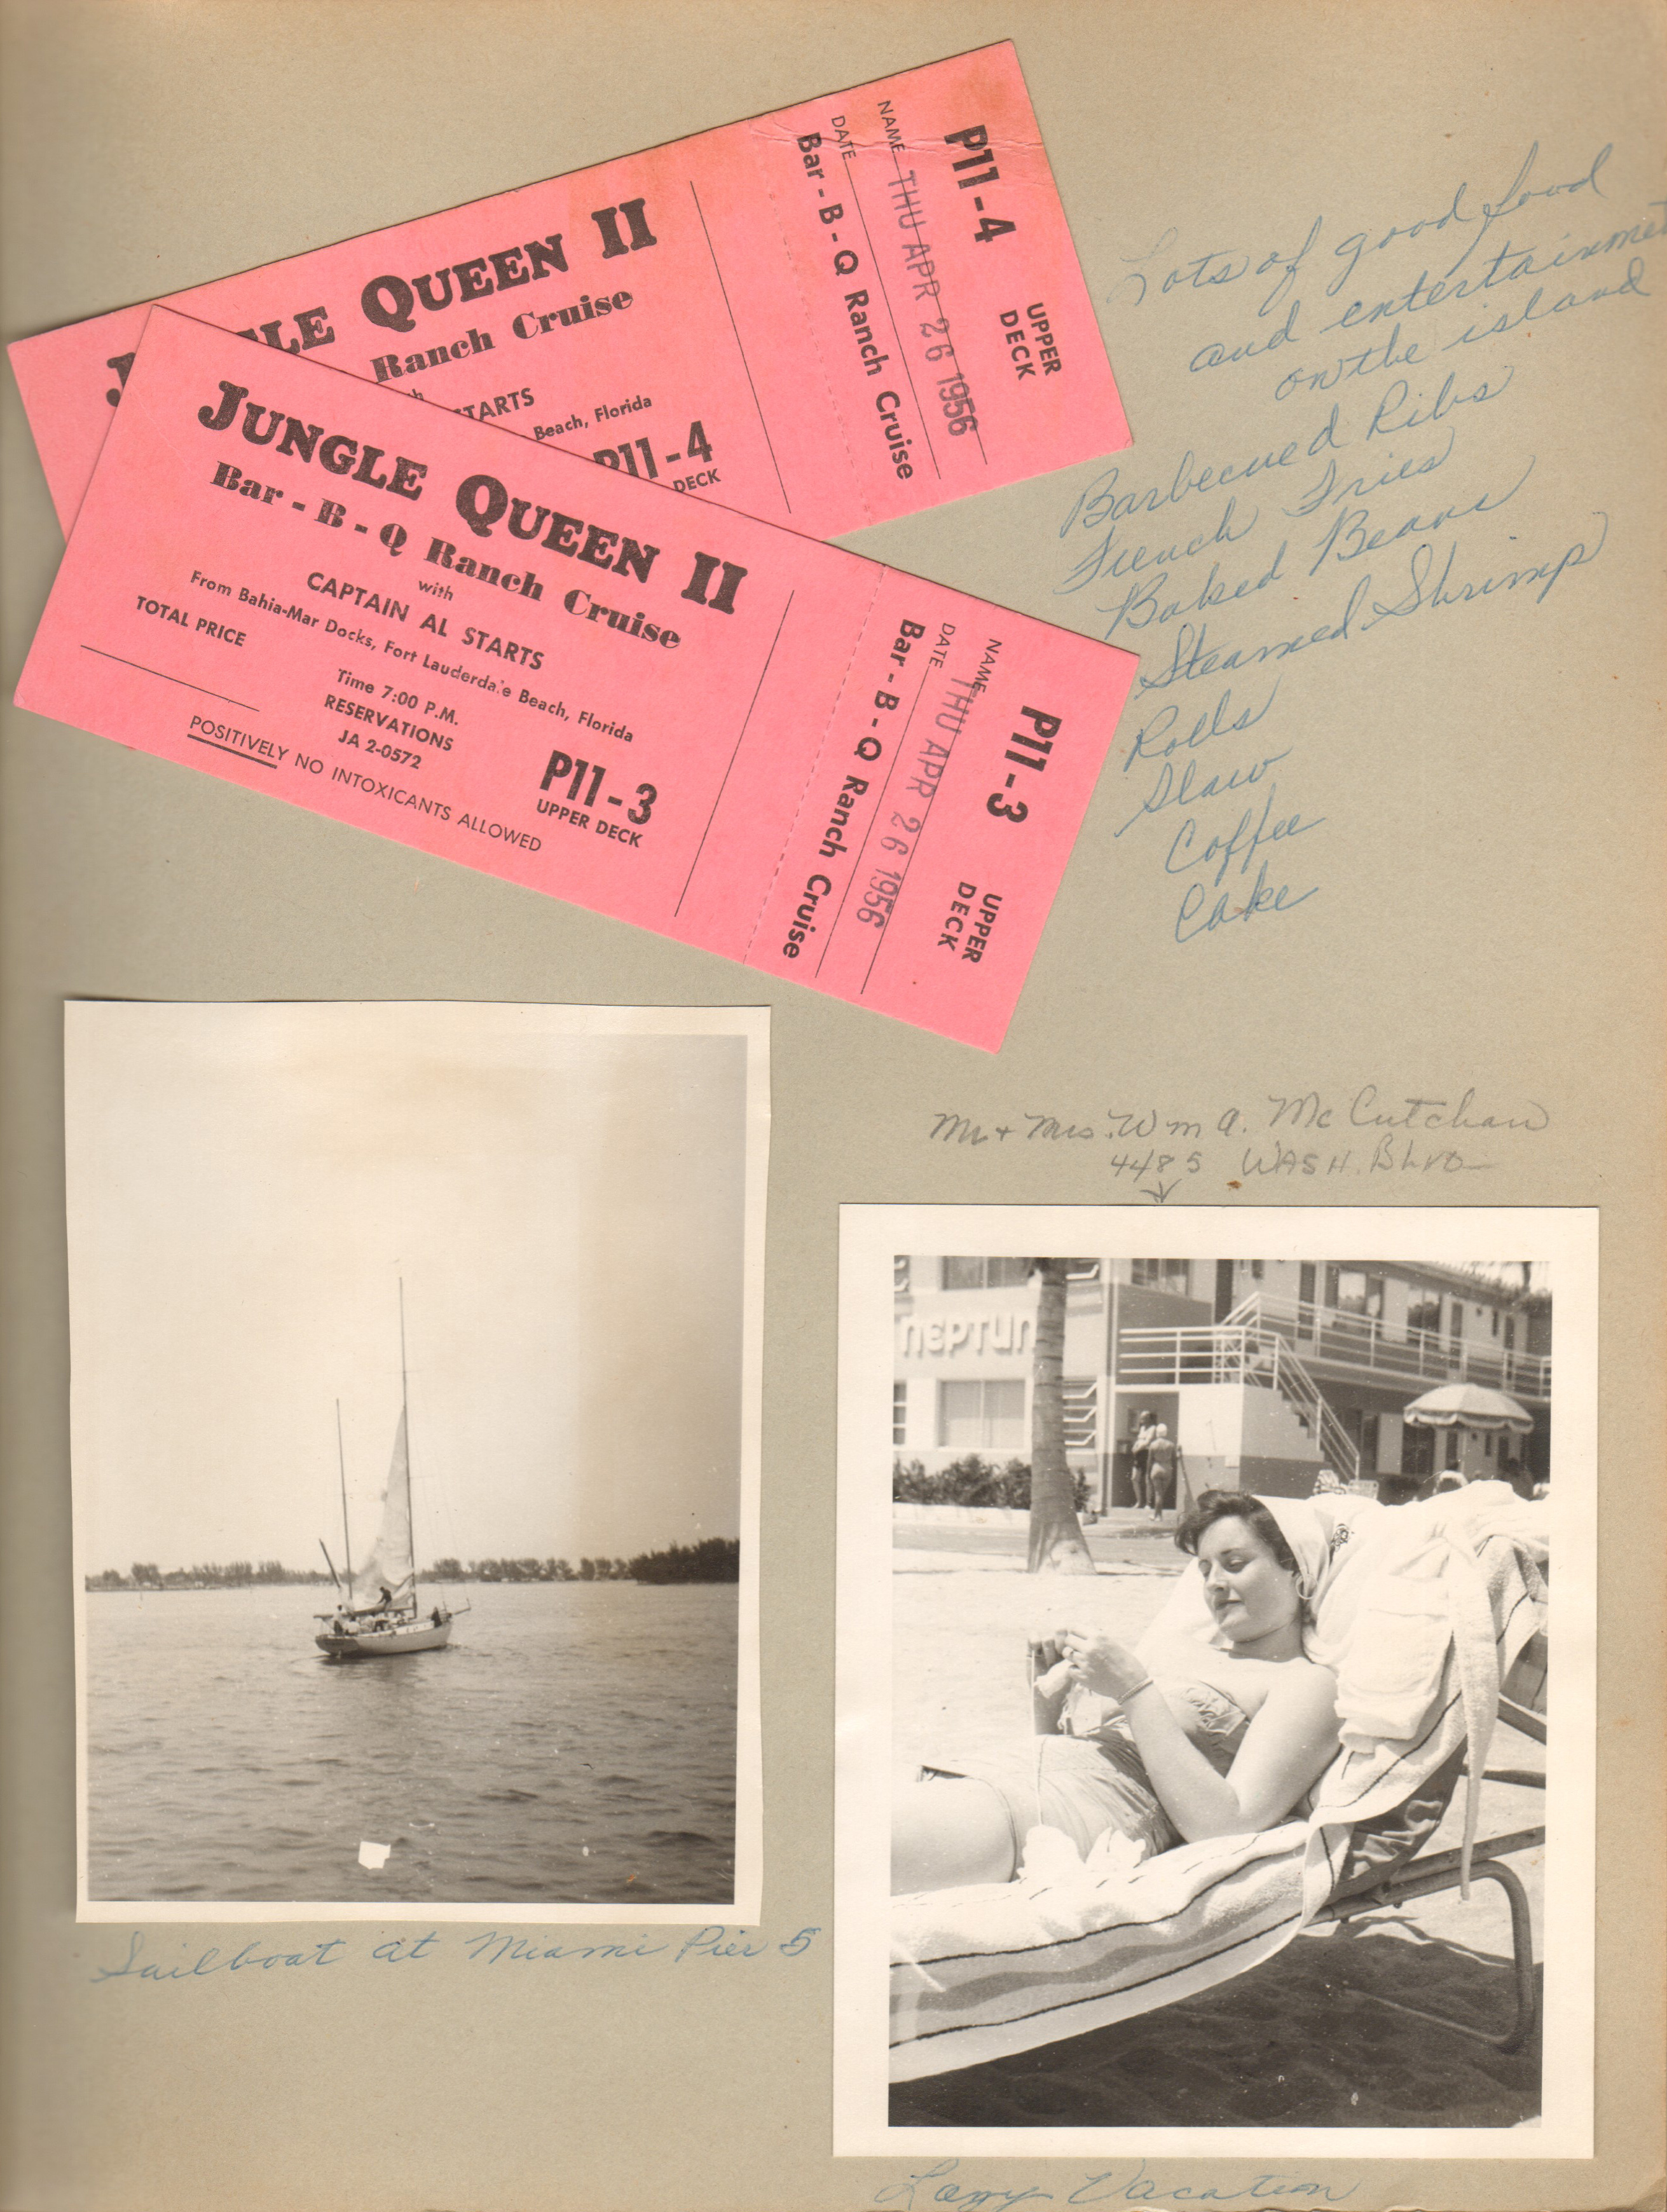 JUNGLE QUEEN II
Ranch Cruise
STARTS
Beach, Florida
P11-4
DECK
Bar - B - Q Ranch Cruise
DATE
NAME
THU APR 26 1956
P11-4
UPPER
DECK
JUNGLE QUEEN II
Bar - B - Q Ranch Cruise
with
CAPTAIN AL STARTS
From Bahia-Mar Docks, Fort Lauderdale Beach, Florida
TOTAL PRICE
Time 7:00 P.M.
RESERVATIONS
JA 2-0572
P11-3
UPPER DECK
POSITIVELY NO INTOXICANTS ALLOWED
Bar - B - Q Ranch Cruise
DATE
NAME
THU APR 26 1956
P11-3
UPPER
DECK
Lots of good food
and entertainmet
on the island
Barbecued Ribs
French Fries
Baked Beans
Steamed Shrimp
Rolls
Slaw
Coffee
Cake
Mr + Mrs. Wm A. McCutchan
4485 WASH. Blvd
NEPTUN
Sailboat at Miami Pier 5
Lazy Vacation